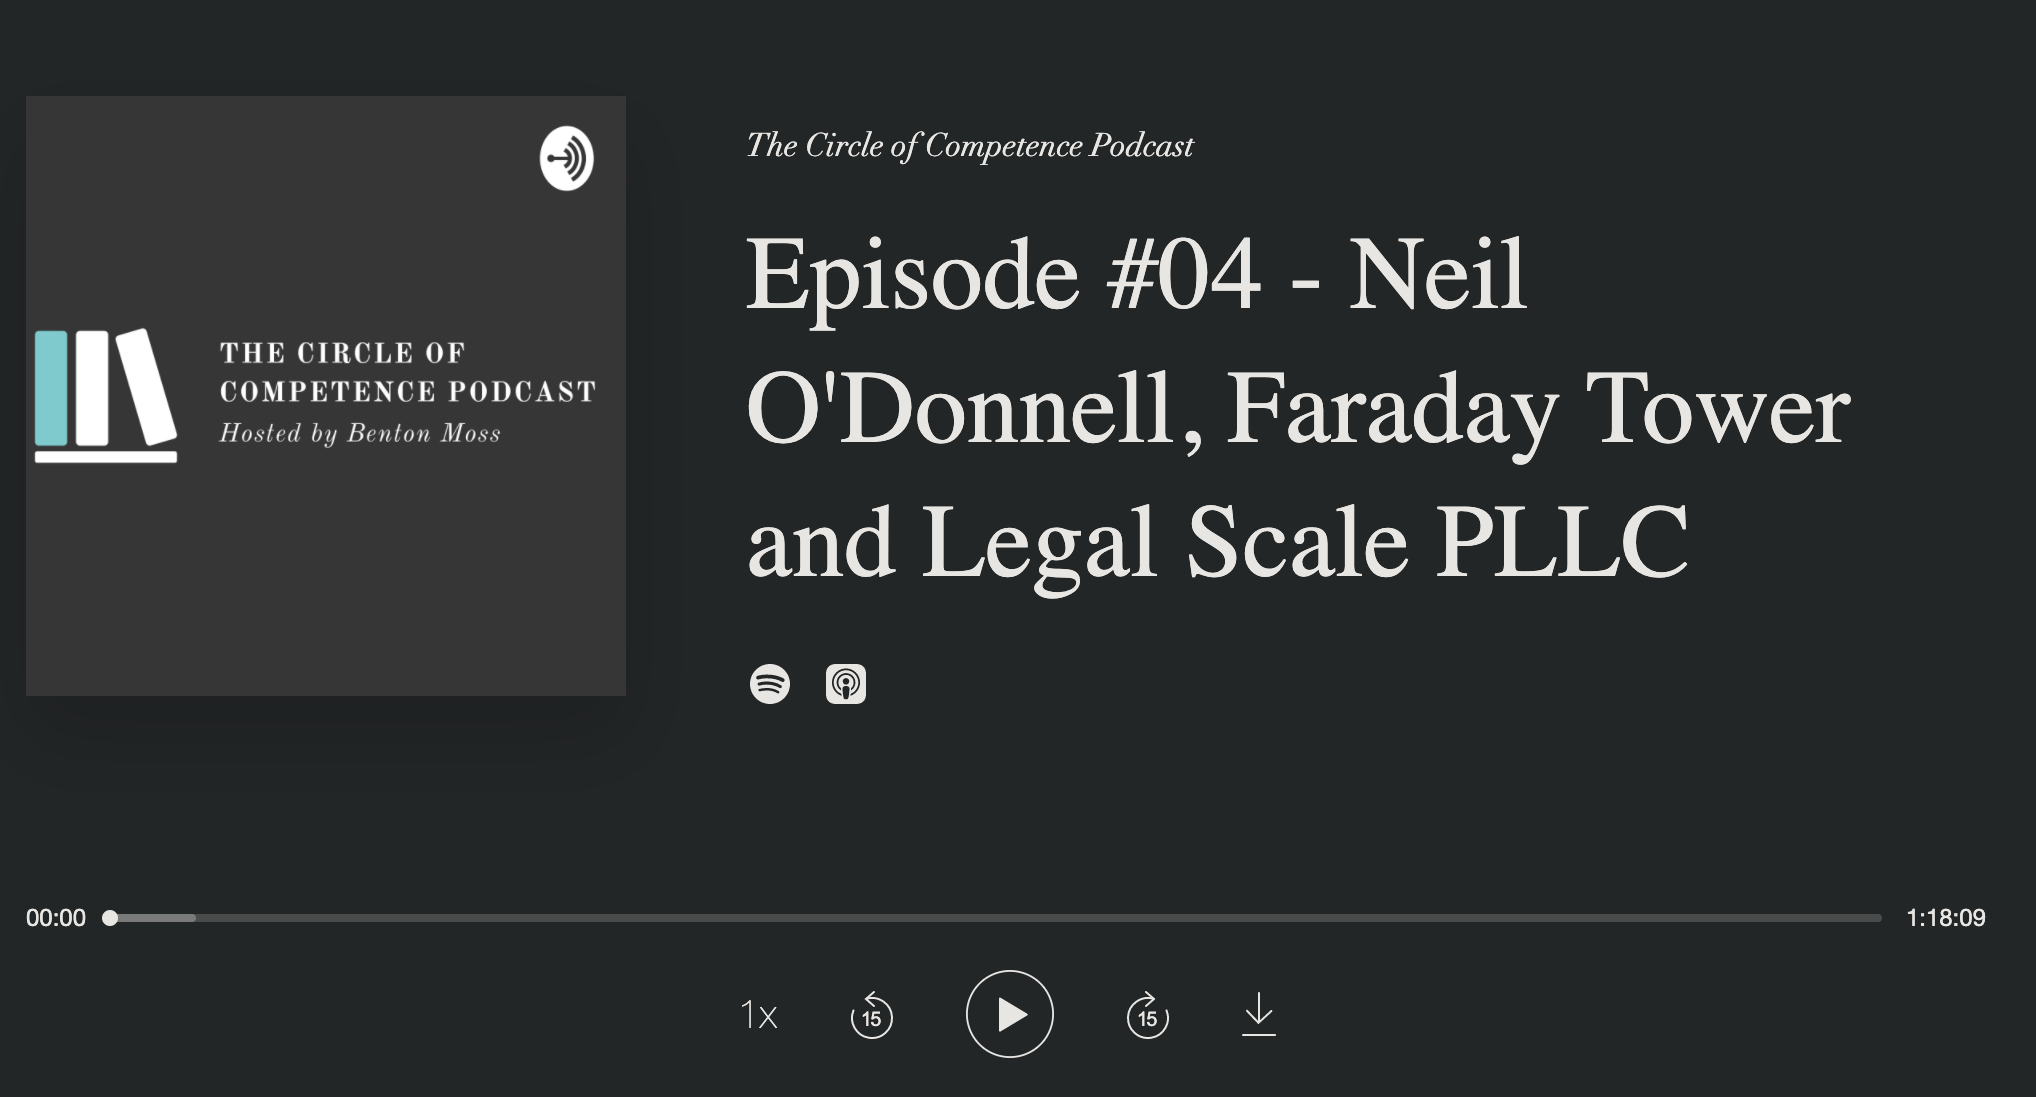 THE CIRCLE OF
COMPETENCE PODCAST
Hosted by Benton Moss
The Circle of Competence Podcast
Episode #04 - Neil
O'Donnell, Faraday Tower
and Legal Scale PLLC
00:00
1:18:09
1x
15
15